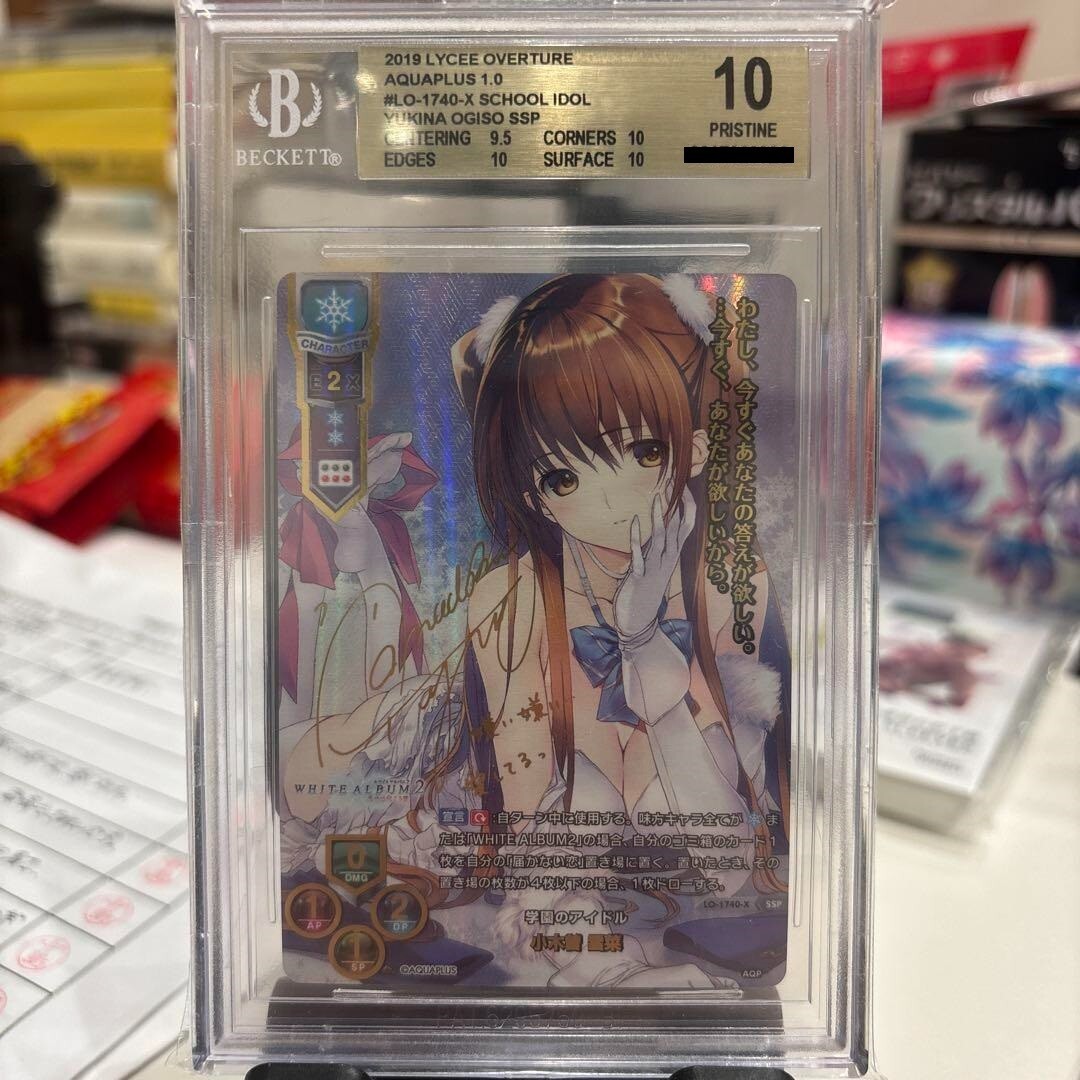 2019 LYCEE OVERTURE
AQUAPLUS 1.0
#LO-1740-X SCHOOL IDOL
YUKINA OGISO SSP
CENTERING 9.5 CORNERS 10
EDGES 10 SURFACE 10
10
PRISTINE
B
BECKETT®
CHARACTER
E 2 X
わたし、今すぐあなたの答えが欲しい。
…今すぐ、あなたが欲しいから。
WHITE ALBUM 2
宣言 :自ターン中に使用する。味方キャラ全てが ま
たは「WHITE ALBUM2」の場合、自分のゴミ箱のカード1
枚を自分の「届かない恋」置き場に置く。置いたとき、その
置き場の枚数が4枚以下の場合、1枚ドローする。
LO-1740-X SSP
0
DMG
1
AP
2
DP
1
SP
学園のアイドル
小木曽 雪菜
©AQUAPLUS
AQP